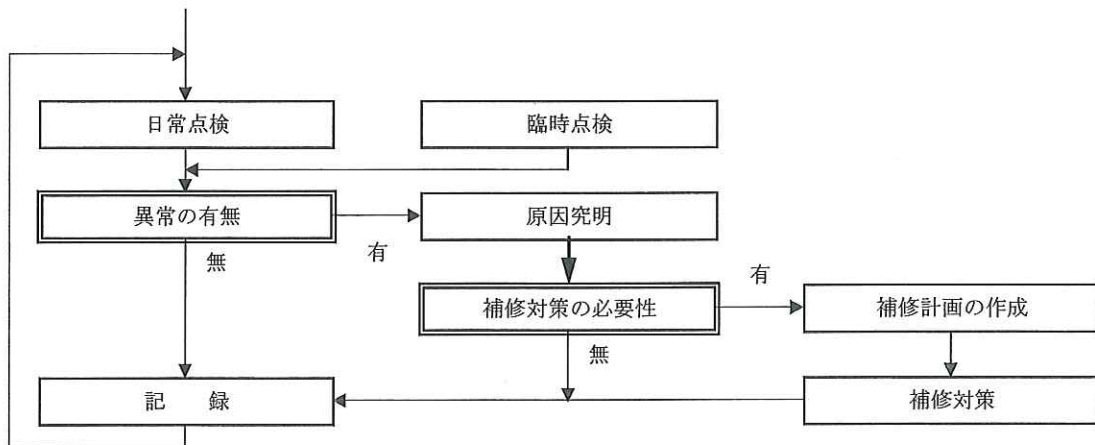 日常点検
臨時点検
異常の有無
原因究明
無
有
補修対策の必要性
有
補修計画の作成
無
記　録
補修対策